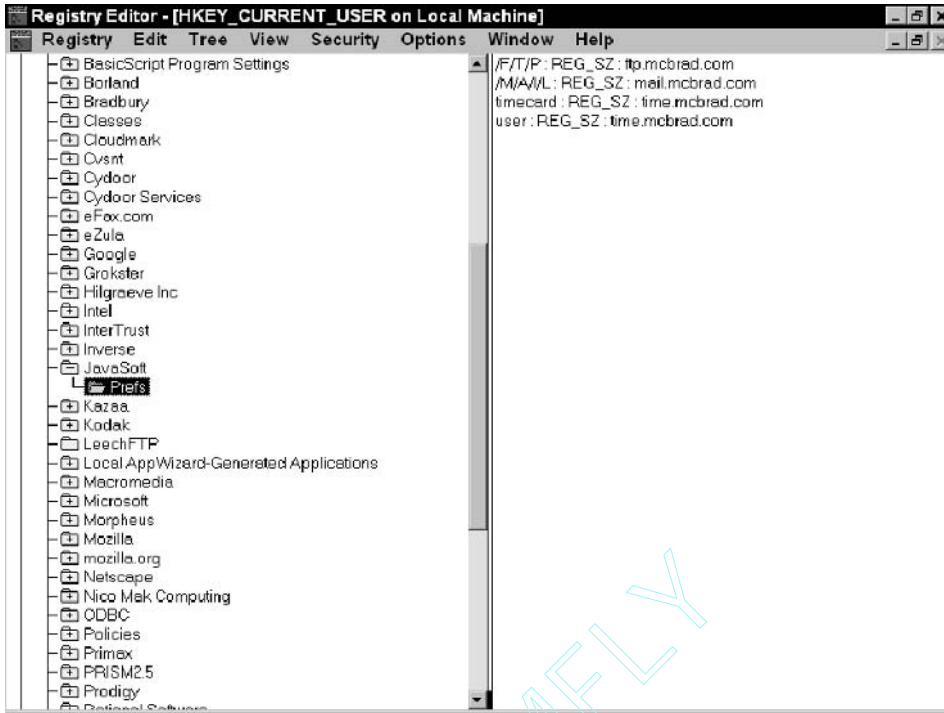 Registry Editor - [HKEY_CURRENT_USER on Local Machine]
Registry Edit Tree View Security Options Window Help
BasicScript Program Settings
Borland
Bradbury
Classes
Cloudmark
Cvsnt
Cydoor
Cydoor Services
eFax.com
eZula
Google
Grokster
Hilgraeve Inc
Intel
InterTrust
Inverse
JavaSoft
Prefs
Kazaa
Kodak
LeechFTP
Local AppWizard-Generated Applications
Macromedia
Microsoft
Morpheus
Mozilla
mozilla.org
Netscape
Nico Mak Computing
ODBC
Policies
Primax
PRISM2.5
Prodigy
Rational Software
/F/T/P : REG_SZ : ftp.mcbrad.com
/M/A/I/L : REG_SZ : mail.mcbrad.com
timecard : REG_SZ : time.mcbrad.com
user : REG_SZ : time.mcbrad.com
MFLY